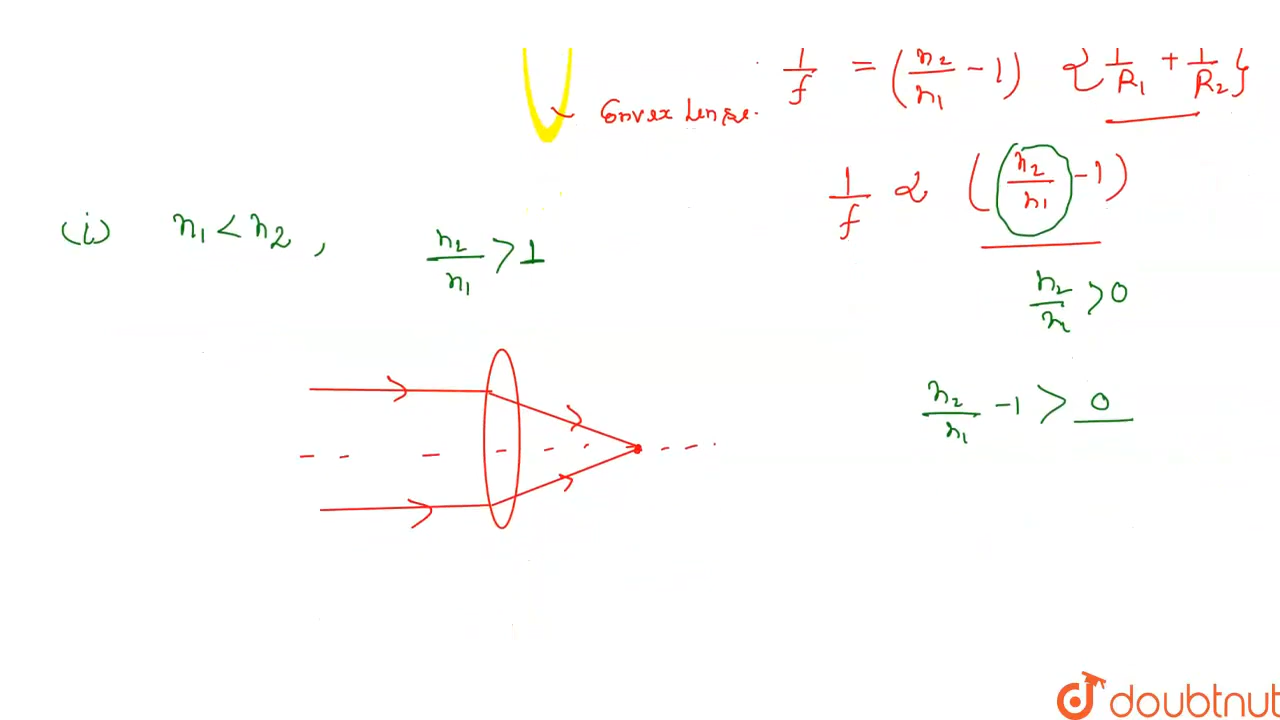 1/f = (n2/n1 - 1) {1/R1 + 1/R2}
Convex Lense.
1/f ∝ (n2/n1 - 1)
(i) n1 < n2 , n2/n1 > 1
n2/n1 > 0
n2/n1 - 1 > 0
doubtnut